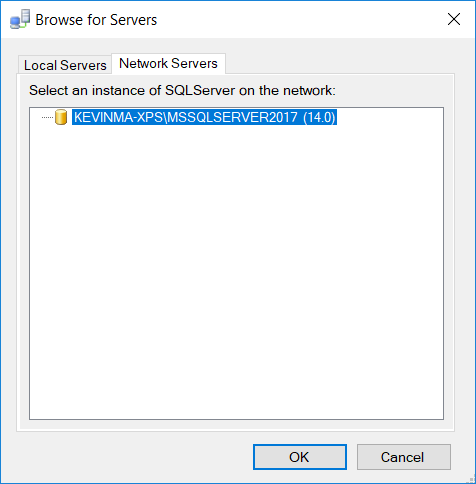 Browse for Servers
Local Servers
Network Servers
Select an instance of SQLServer on the network:
KEVINMA-XPS\MSSQLSERVER2017 (14.0)
OK
Cancel